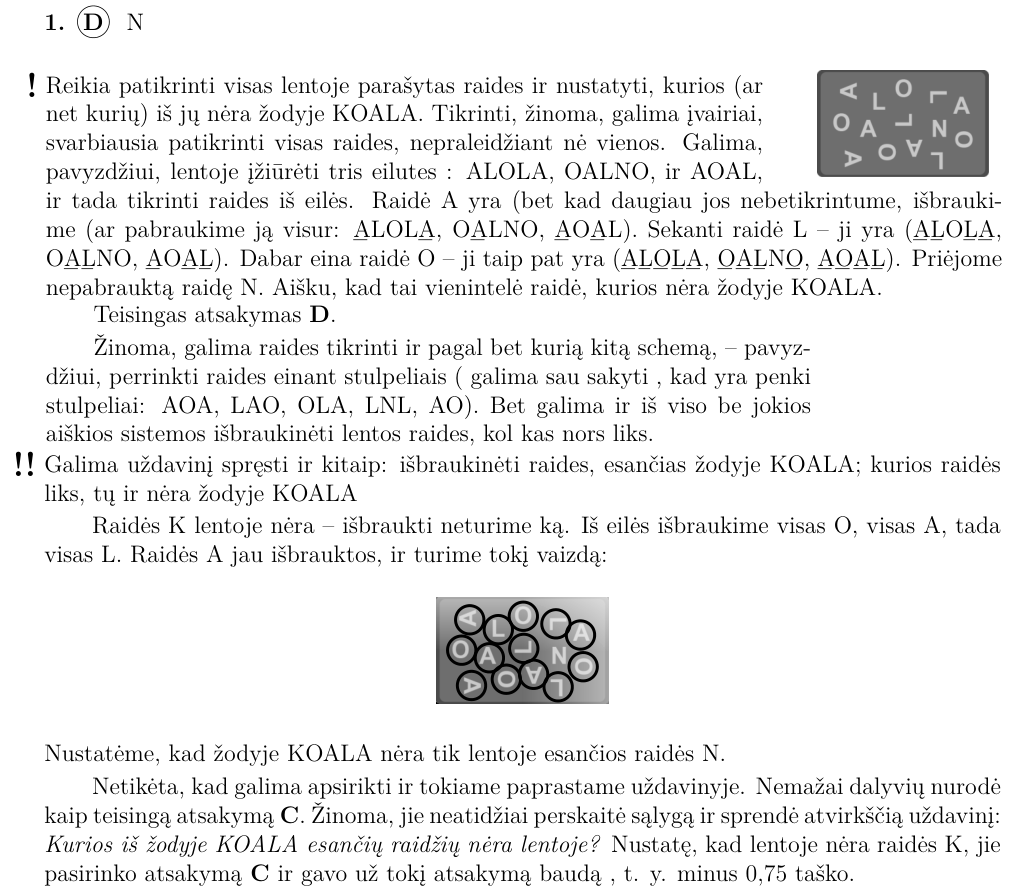 1. D N
! Reikia patikrinti visas lentoje parašytas raides ir nustatyti, kurios (ar
net kurių) iš jų nėra žodyje KOALA. Tikrinti, žinoma, galima įvairiai,
svarbiausia patikrinti visas raides, nepraleidžiant nė vienos. Galima,
pavyzdžiui, lentoje įžiūrėti tris eilutes : ALOLA, OALNO, ir AOAL,
ir tada tikrinti raides iš eilės. Raidė A yra (bet kad daugiau jos nebetikrintume, išbrauki-
me (ar pabraukime ją visur: ALOLA, OALNO, AOAL). Sekanti raidė L – ji yra (ALOLA,
OALNO, AOAL). Dabar eina raidė O – ji taip pat yra (ALOLA, OALNO, AOAL). Priėjome
nepabrauktą raidę N. Aišku, kad tai vienintelė raidė, kurios nėra žodyje KOALA.
Teisingas atsakymas D.
Žinoma, galima raides tikrinti ir pagal bet kurią kitą schemą, – pavyz-
džiui, perrinkti raides einant stulpeliais ( galima sau sakyti , kad yra penki
stulpeliai: AOA, LAO, OLA, LNL, AO). Bet galima ir iš viso be jokios
aiškios sistemos išbraukinėti lentos raides, kol kas nors liks.
!! Galima uždavinį spręsti ir kitaip: išbraukinėti raides, esančias žodyje KOALA; kurios raidės
liks, tų ir nėra žodyje KOALA
Raidės K lentoje nėra – išbraukti neturime ką. Iš eilės išbraukime visas O, visas A, tada
visas L. Raidės A jau išbrauktos, ir turime tokį vaizdą:
A L O L A
O A L N O
A O A L
Nustatėme, kad žodyje KOALA nėra tik lentoje esančios raidės N.
Netikėta, kad galima apsirikti ir tokiame paprastame uždavinyje. Nemažai dalyvių nurodė
kaip teisingą atsakymą C. Žinoma, jie neatidžiai perskaitė sąlygą ir sprendė atvirkščią uždavinį:
Kurios iš žodyje KOALA esančių raidžių nėra lentoje? Nustatę, kad lentoje nėra raidės K, jie
pasirinko atsakymą C ir gavo už tokį atsakymą baudą , t. y. minus 0,75 taško.
A L O L A
O A L N O
A O A L